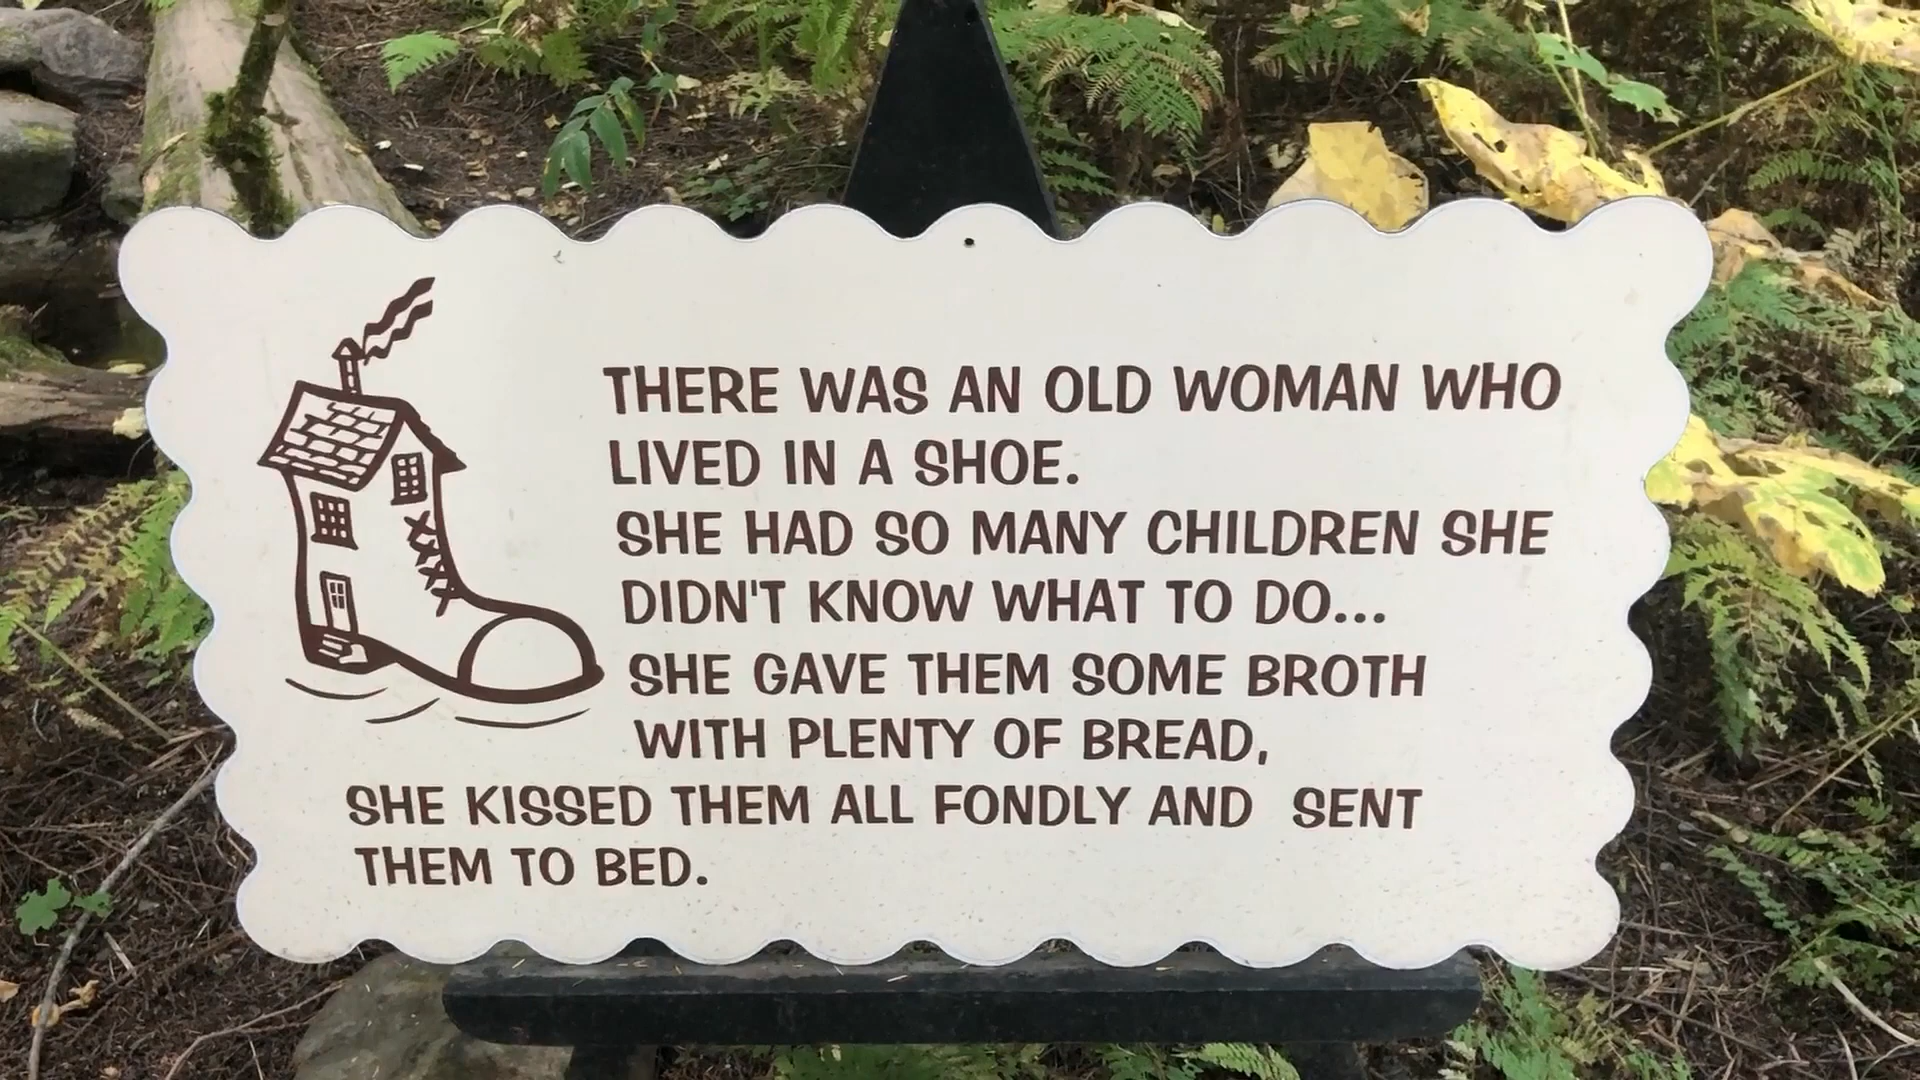 THERE WAS AN OLD WOMAN WHO
LIVED IN A SHOE.
SHE HAD SO MANY CHILDREN SHE
DIDN'T KNOW WHAT TO DO...
SHE GAVE THEM SOME BROTH
WITH PLENTY OF BREAD,
SHE KISSED THEM ALL FONDLY AND SENT
THEM TO BED.